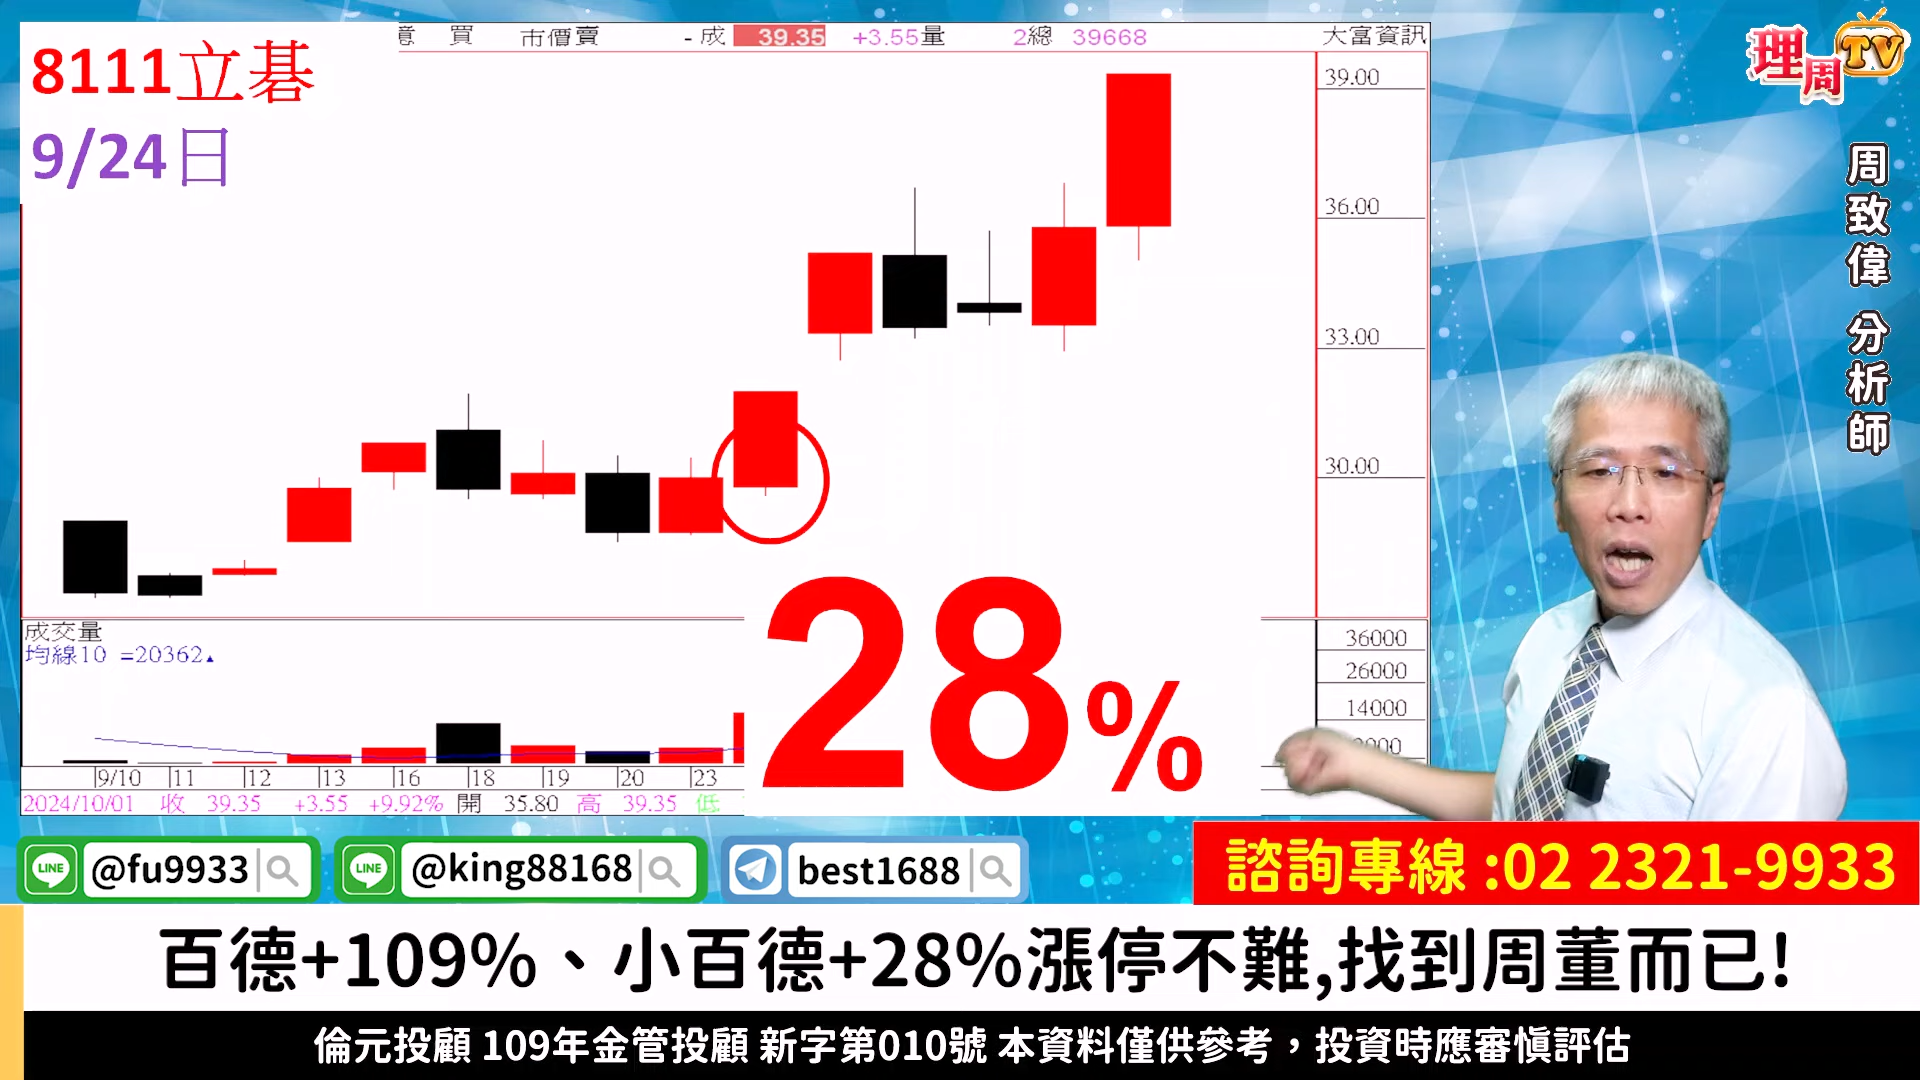 8111立碁
9/24日
買 市價賣 - 成 39.35 +3.55量 2總 39668 大富資訊
39.00
36.00
33.00
30.00
成交量
均線10 =20362▲
36000
26000
14000
9/10 11 12 13 16 18 19 20 23
2024/10/01 收 39.35 +3.55 +9.92% 開 35.80 高 39.35 低
28%
理周TV
周致偉 分析師
LINE @fu9933
LINE @king88168
best1688
諮詢專線 :02 2321-9933
百德+109%、小百德+28%漲停不難,找到周董而已!
倫元投顧 109年金管投顧 新字第010號 本資料僅供參考，投資時應審慎評估